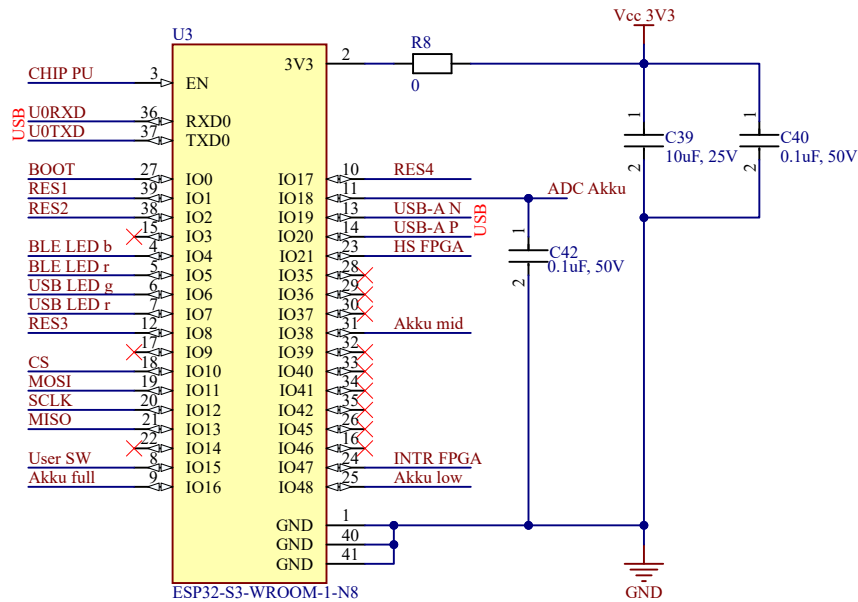 Vcc 3V3
U3
R8
0
3V3 2
CHIP PU 3 EN
USB
U0RXD 36 RXD0
U0TXD 37 TXD0
BOOT 27 IO0
RES1 39 IO1
RES2 38 IO2
15 IO3
BLE LED b 4 IO4
BLE LED r 5 IO5
USB LED g 6 IO6
USB LED r 7 IO7
RES3 12 IO8
17 IO9
CS 18 IO10
MOSI 19 IO11
SCLK 20 IO12
MISO 21 IO13
22 IO14
User SW 8 IO15
Akku full 9 IO16
IO17 10 RES4
IO18 11 ADC Akku
IO19 13 USB-A N
IO20 14 USB-A P
USB
IO21 23 HS FPGA
IO35 28
IO36 29
IO37 30
IO38 31 Akku mid
IO39 32
IO40 33
IO41 34
IO42 35
IO45 26
IO46 16
IO47 24 INTR FPGA
IO48 25 Akku low
GND 1
GND 40
GND 41
ESP32-S3-WROOM-1-N8
1
C42
0.1uF, 50V
2
1
C39
10uF, 25V
2
1
C40
0.1uF, 50V
2
GND